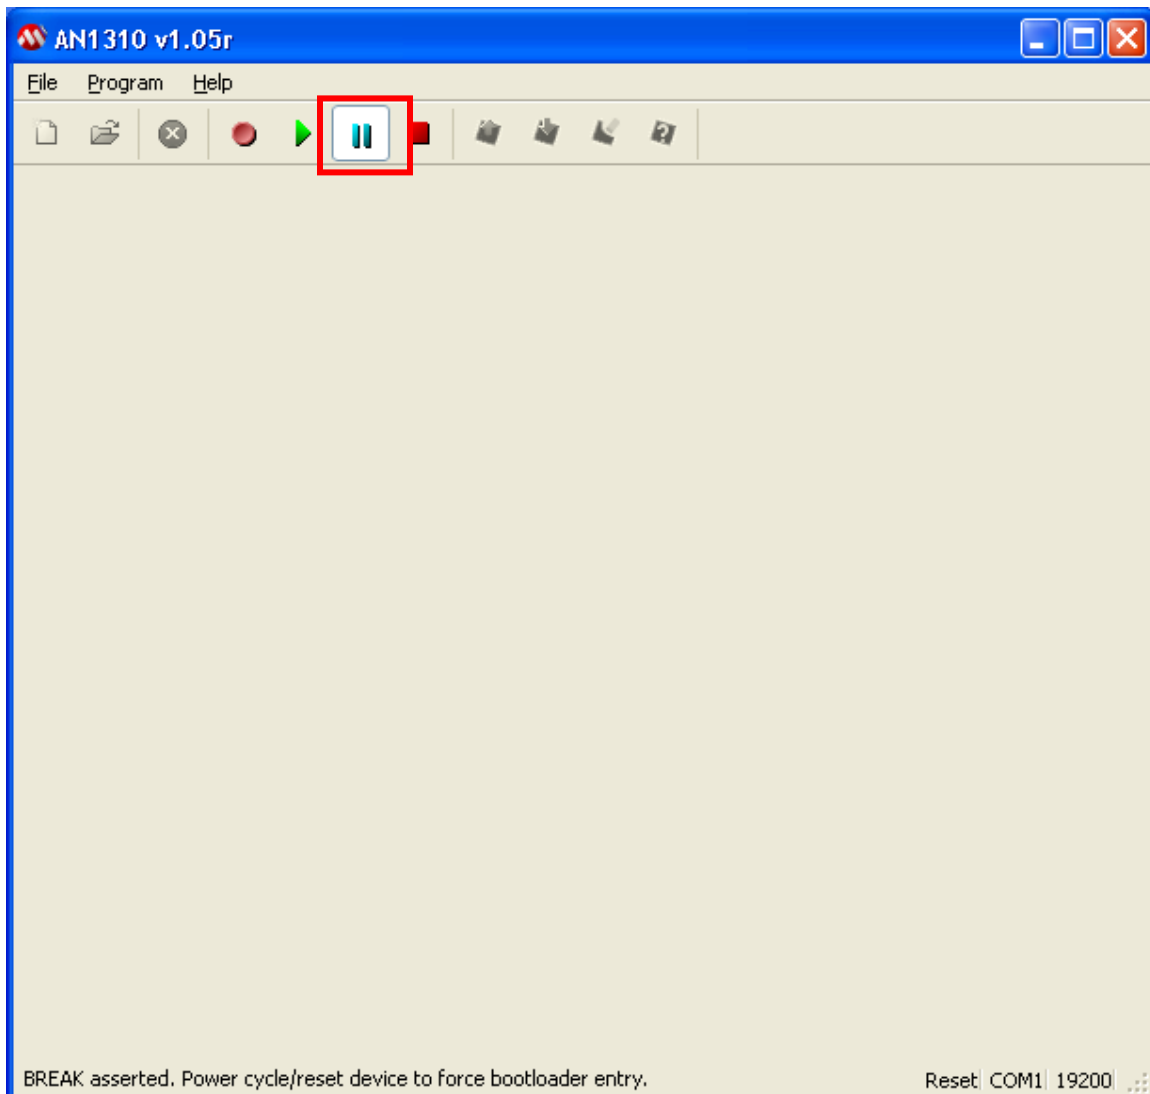 AN1310 v1.05r
File Program Help
BREAK asserted. Power cycle/reset device to force bootloader entry.
Reset COM1 19200